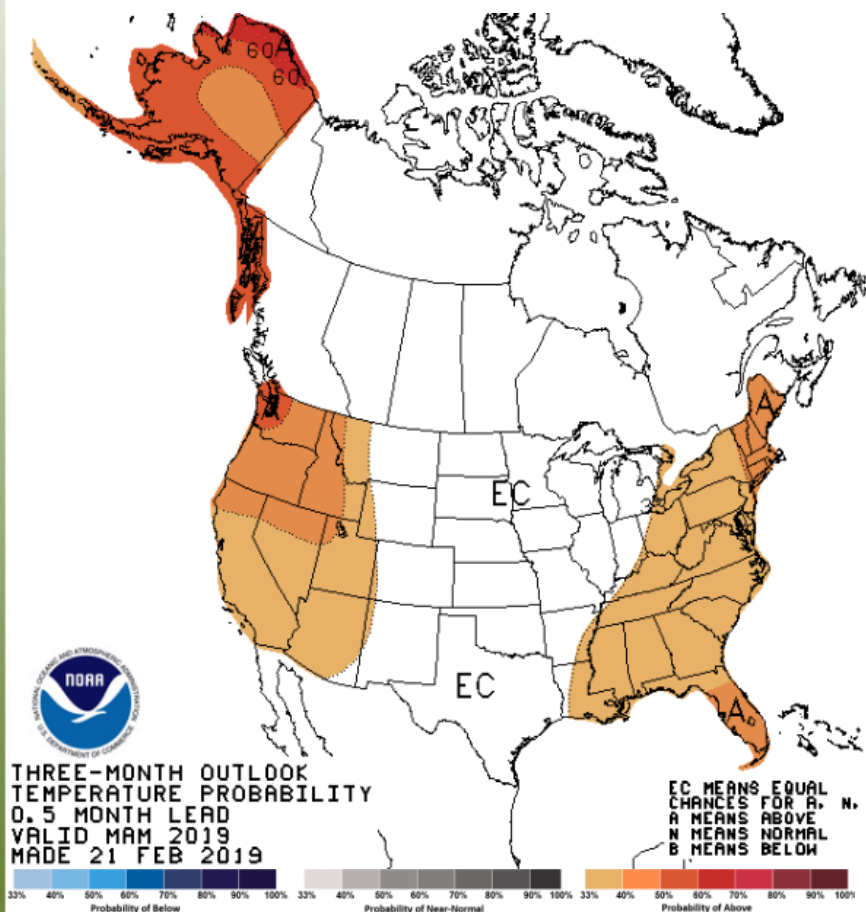 60 A
60
A
EC
3
EC
A
NATIONAL OCEANIC AND ATMOSPHERIC ADMINISTRATION
NOAA
U.S. DEPARTMENT OF COMMERCE
THREE-MONTH OUTLOOK
TEMPERATURE PROBABILITY
0.5 MONTH LEAD
VALID MAM 2019
MADE 21 FEB 2019
EC MEANS EQUAL
CHANCES FOR A, N,
A MEANS ABOVE
N MEANS NORMAL
B MEANS BELOW
33% 40% 50% 60% 70% 80% 90% 100%
Probability of Below
33% 40% 50% 60% 70% 80% 90% 100%
Probability of Near-Normal
33% 40% 50% 60% 70% 80% 90% 100%
Probability of Above